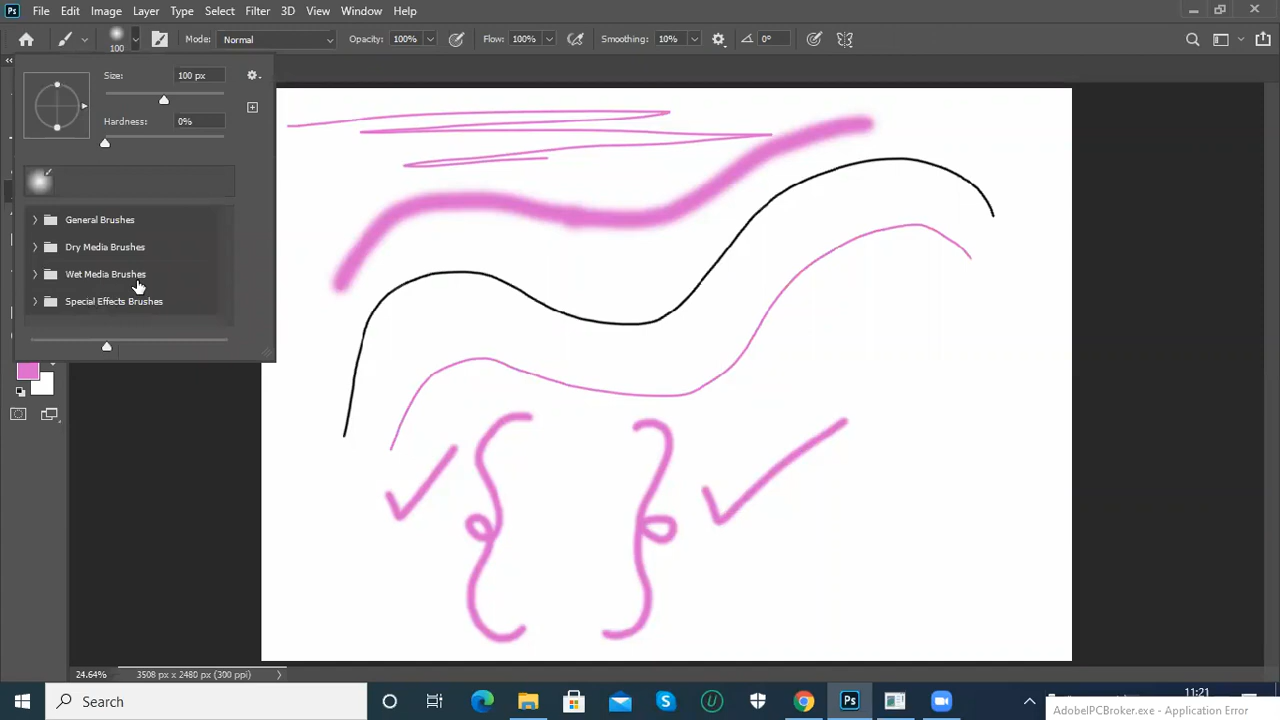 Ps File Edit Image Layer Type Select Filter 3D View Window Help
100 Mode: Normal Opacity: 100% Flow: 100% Smoothing: 10% 0°
Size: 100 px
Hardness: 0%
General Brushes
Dry Media Brushes
Wet Media Brushes
Special Effects Brushes
24.64% 3508 px x 2480 px (300 ppi)
Search Ps 11:21
AdobeIPCBroker.exe - Application Error